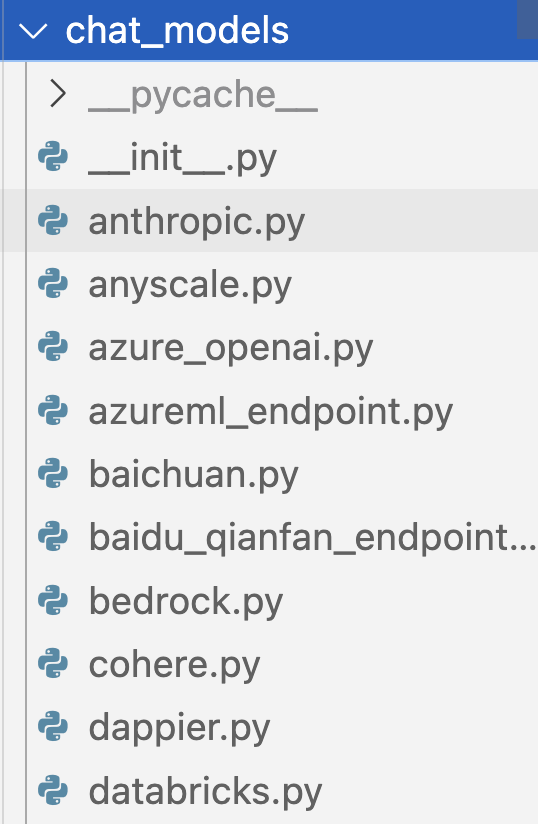 chat_models
__pycache__
__init__.py
anthropic.py
anyscale.py
azure_openai.py
azureml_endpoint.py
baichuan.py
baidu_qianfan_endpoint...
bedrock.py
cohere.py
dappier.py
databricks.py